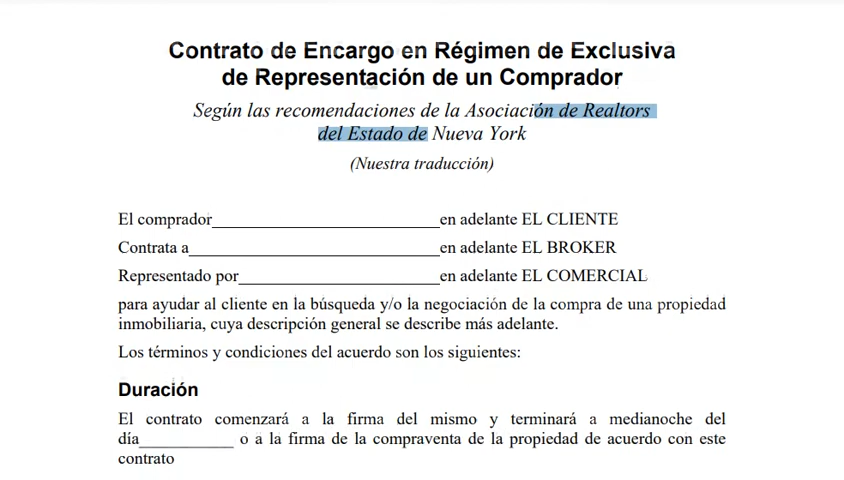 Contrato de Encargo en Régimen de Exclusiva
de Representación de un Comprador
Según las recomendaciones de la Asociación de Realtors
del Estado de Nueva York
(Nuestra traducción)
El comprador__________________________en adelante EL CLIENTE
Contrata a_____________________________en adelante EL BROKER
Representado por_______________________en adelante EL COMERCIAL
para ayudar al cliente en la búsqueda y/o la negociación de la compra de una propiedad
inmobiliaria, cuya descripción general se describe más adelante.
Los términos y condiciones del acuerdo son los siguientes:
Duración
El contrato comenzará a la firma del mismo y terminará a medianoche del
día___________ o a la firma de la compraventa de la propiedad de acuerdo con este
contrato